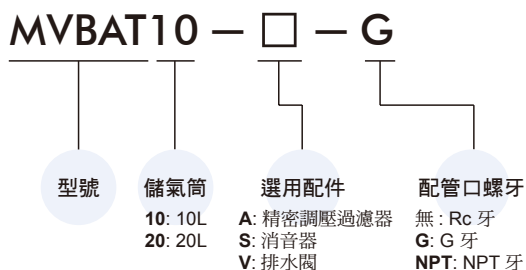 MVBAT10 — □ — G
型號
儲氣筒
10: 10L
20: 20L
選用配件
A: 精密調壓過濾器
S: 消音器
V: 排水閥
配管口螺牙
無 : Rc 牙
G: G 牙
NPT: NPT 牙